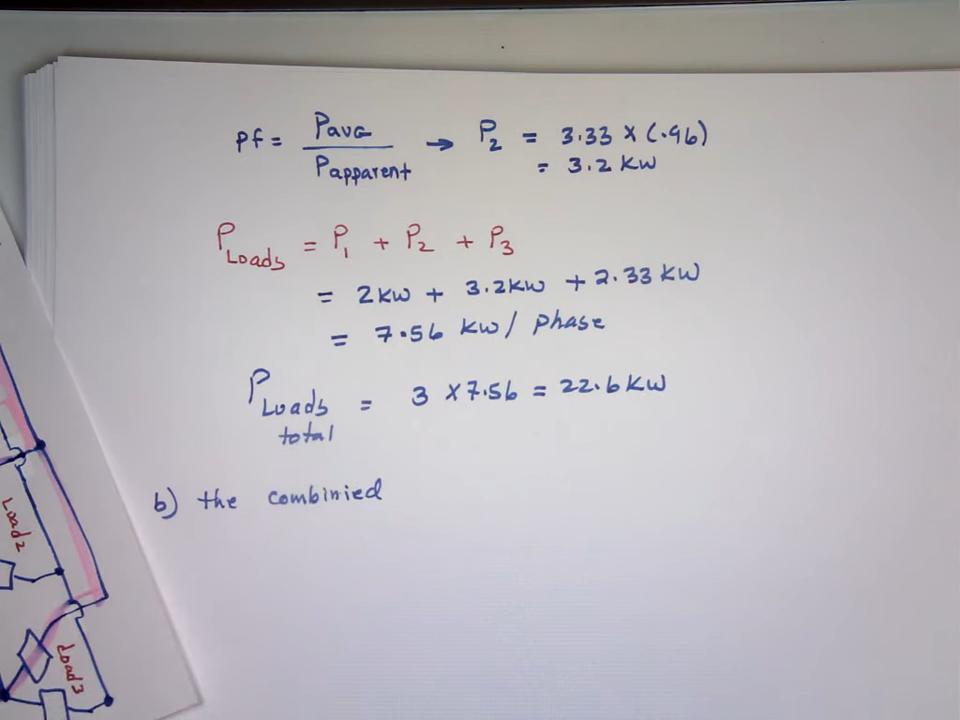 pf = Pavg / Papparent → P2 = 3.33 x (.96)
= 3.2 kw
PLoads = P1 + P2 + P3
= 2kw + 3.2kw + 2.33 kw
= 7.56 kw / phase
PLoads total = 3 x 7.56 = 22.6 kw
b) the combinied
Load2
Load3